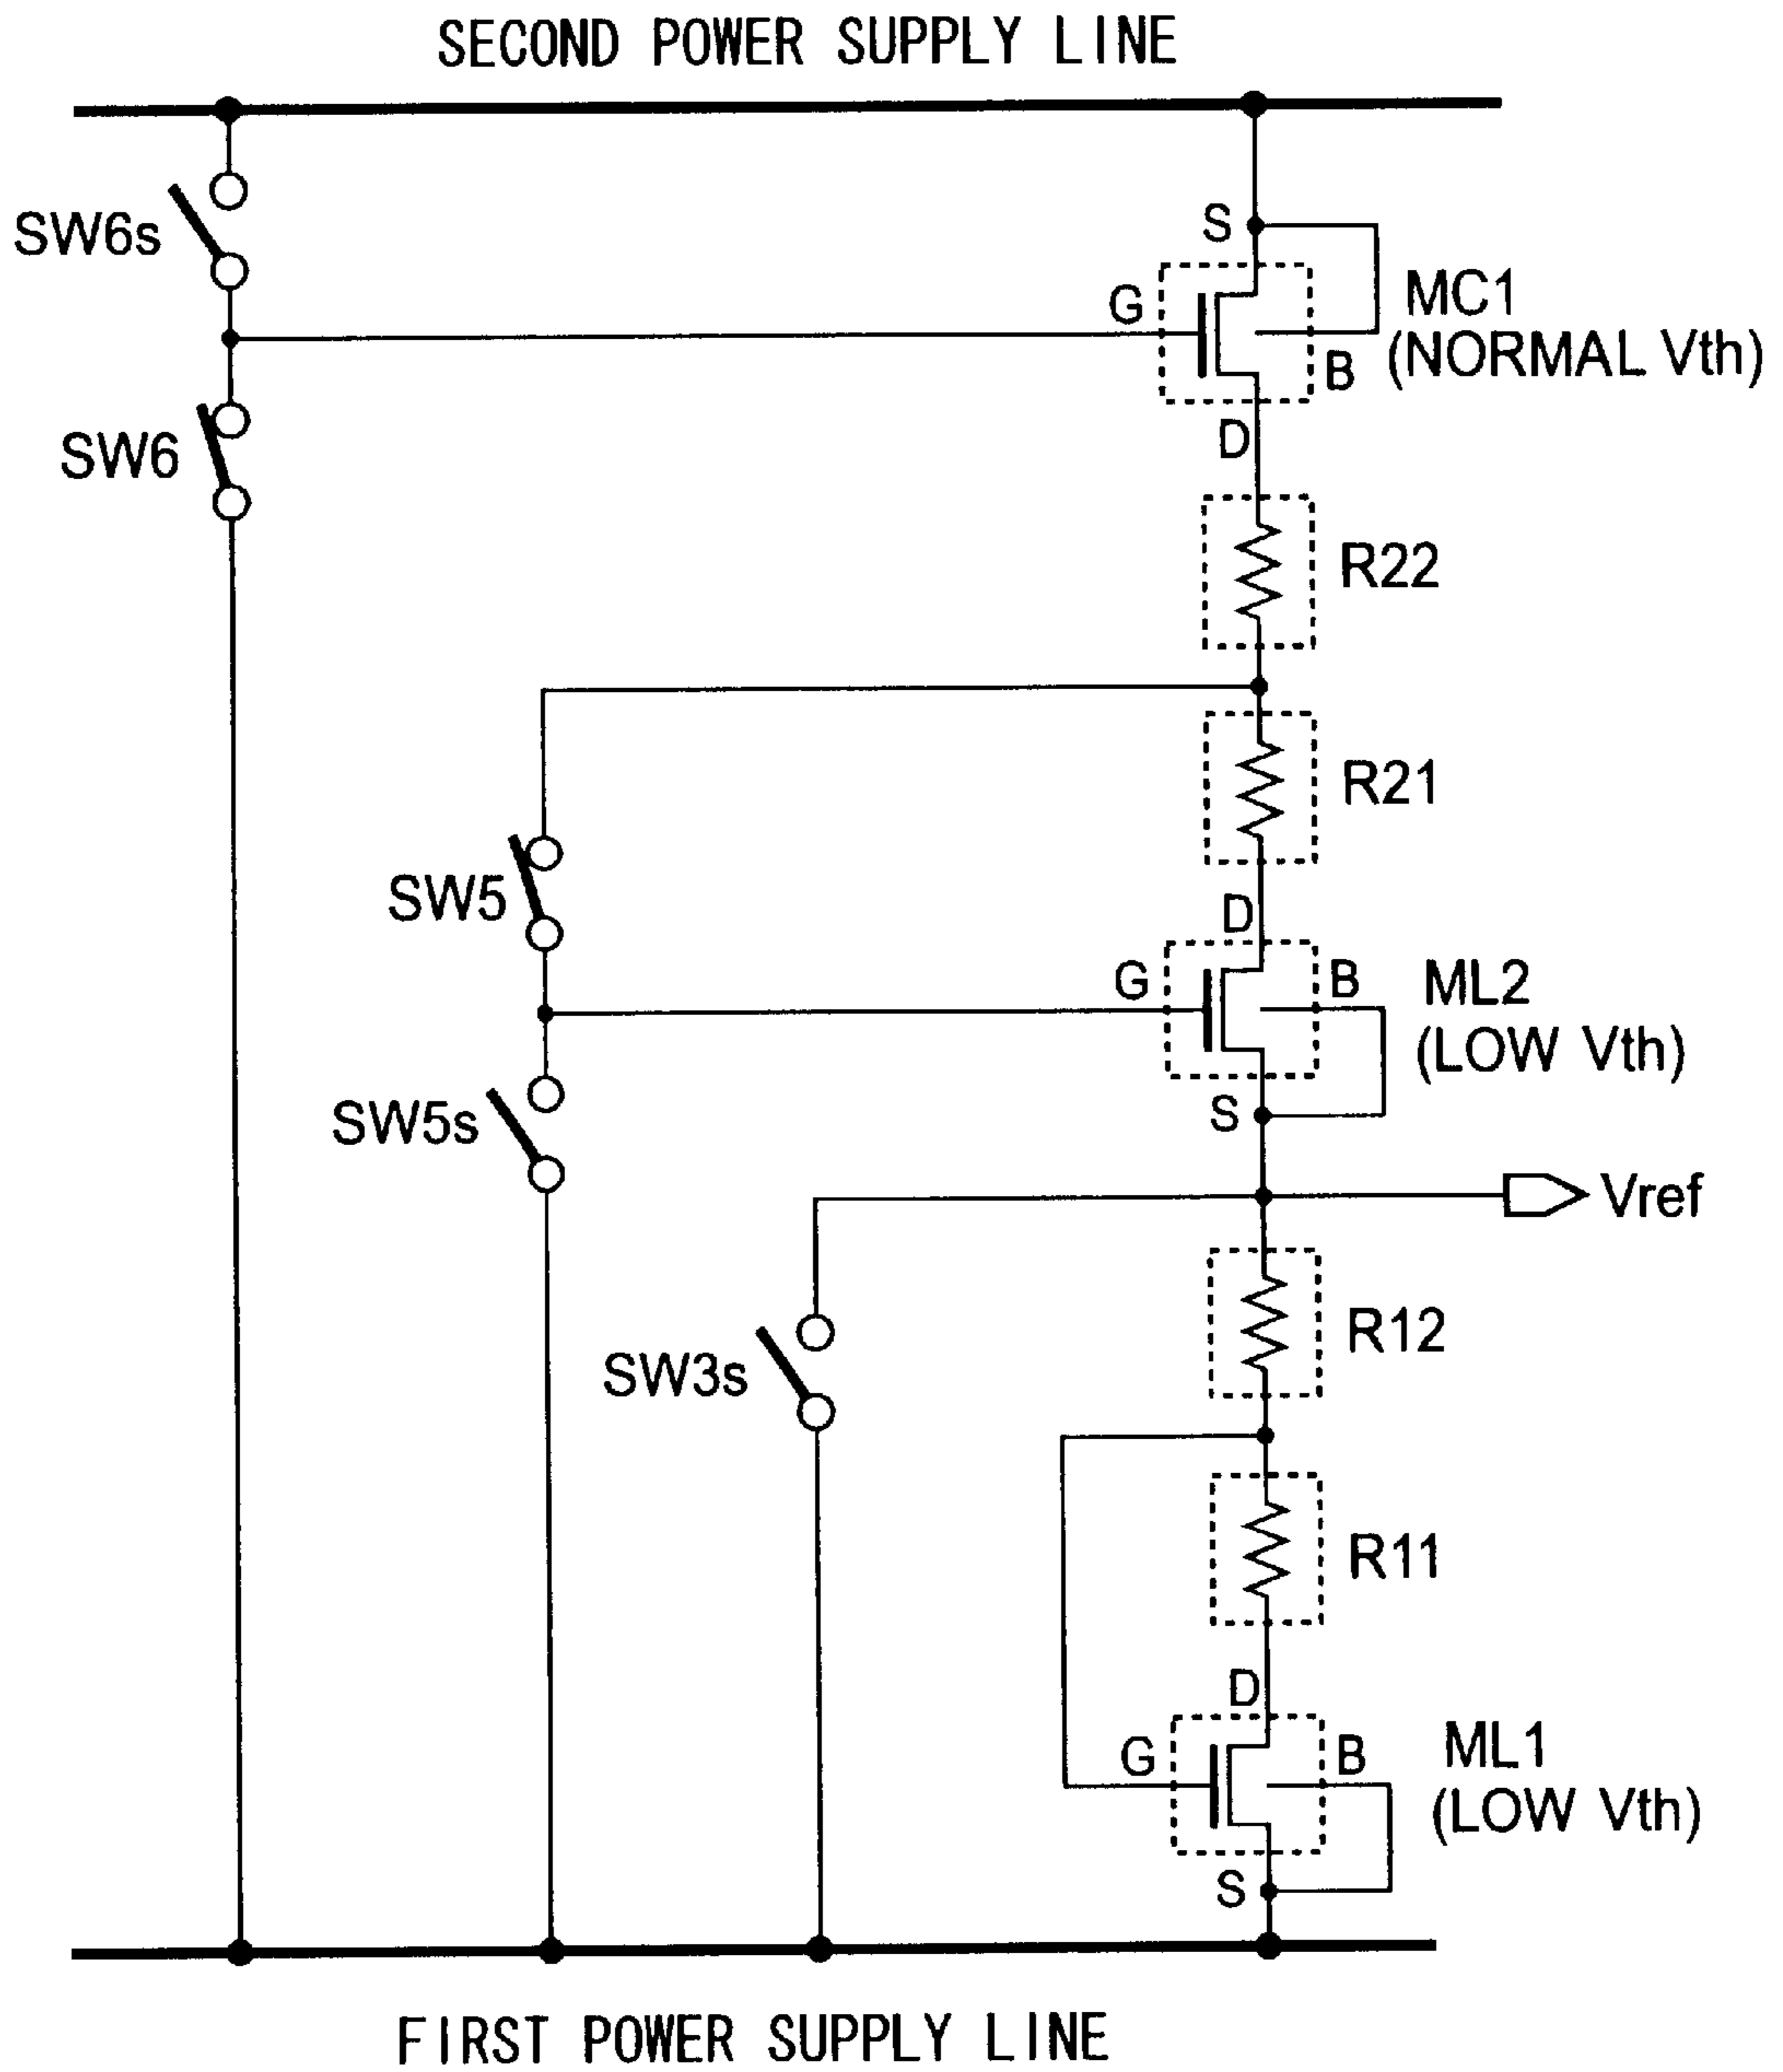 SECOND POWER SUPPLY LINE
SW6s
S
G
MC1
(NORMAL Vth)
B
D
SW6
R22
R21
SW5
D
G
B
ML2
(LOW Vth)
SW5s
S
Vref
R12
SW3s
R11
D
G
B
ML1
(LOW Vth)
S
FIRST POWER SUPPLY LINE